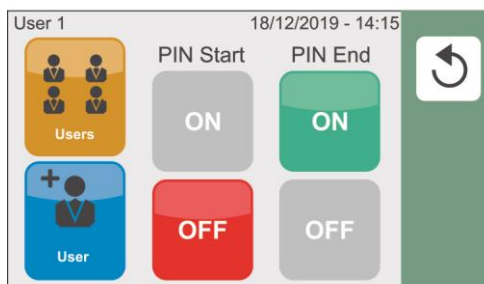 User 1
18/12/2019 - 14:15
PIN Start
PIN End
Users
ON
ON
User
OFF
OFF